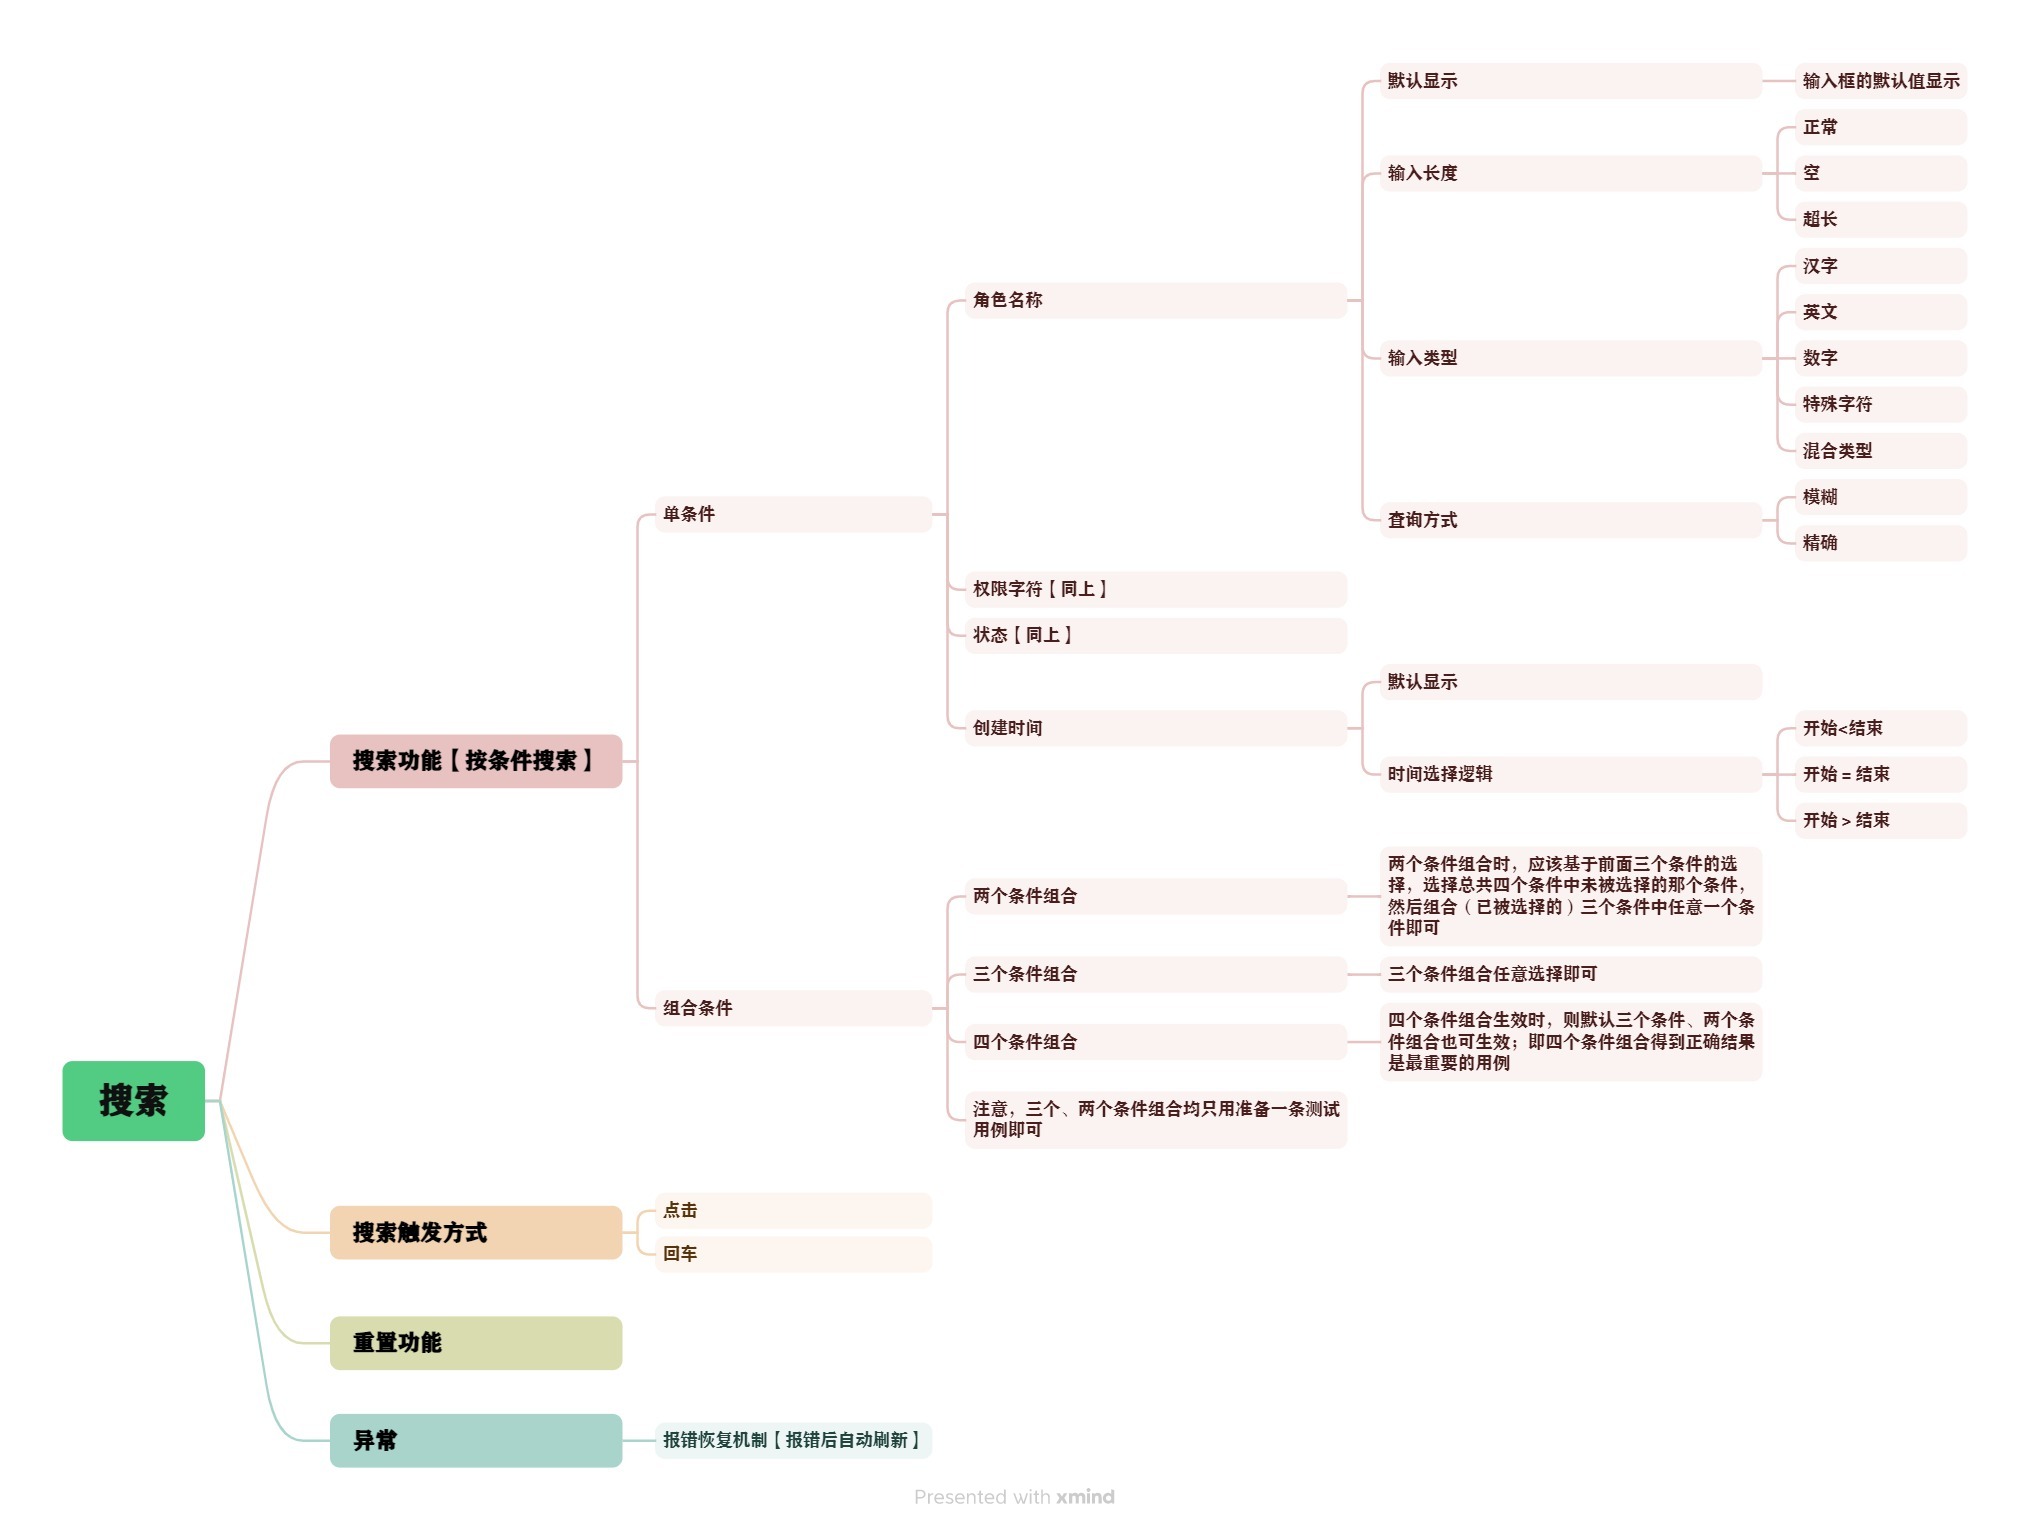 搜索
搜索功能【按条件搜索】
单条件
角色名称
默认显示
输入框的默认值显示
输入长度
正常
空
超长
输入类型
汉字
英文
数字
特殊字符
混合类型
查询方式
模糊
精确
权限字符【同上】
状态【同上】
创建时间
默认显示
时间选择逻辑
开始<结束
开始 = 结束
开始 > 结束
组合条件
两个条件组合
两个条件组合时，应该基于前面三个条件的选
择，选择总共四个条件中未被选择的那个条件，
然后组合（已被选择的）三个条件中任意一个条
件即可
三个条件组合
三个条件组合任意选择即可
四个条件组合
四个条件组合生效时，则默认三个条件、两个条
件组合也可生效；即四个条件组合得到正确结果
是最重要的用例
注意，三个、两个条件组合均只用准备一条测试
用例即可
搜索触发方式
点击
回车
重置功能
异常
报错恢复机制【报错后自动刷新】
Presented with xmind